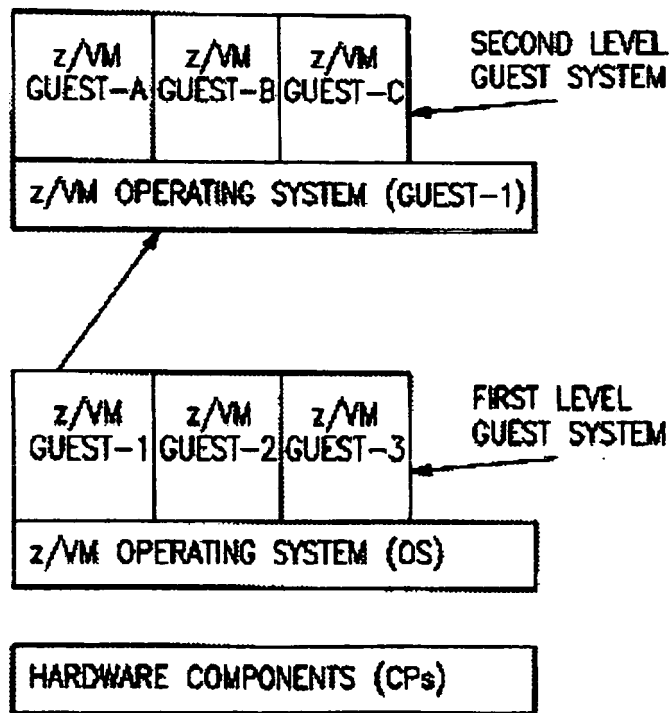 z/VM GUEST-A
z/VM GUEST-B
z/VM GUEST-C
SECOND LEVEL
GUEST SYSTEM
z/VM OPERATING SYSTEM (GUEST-1)
z/VM GUEST-1
z/VM GUEST-2
z/VM GUEST-3
FIRST LEVEL
GUEST SYSTEM
z/VM OPERATING SYSTEM (OS)
HARDWARE COMPONENTS (CPs)